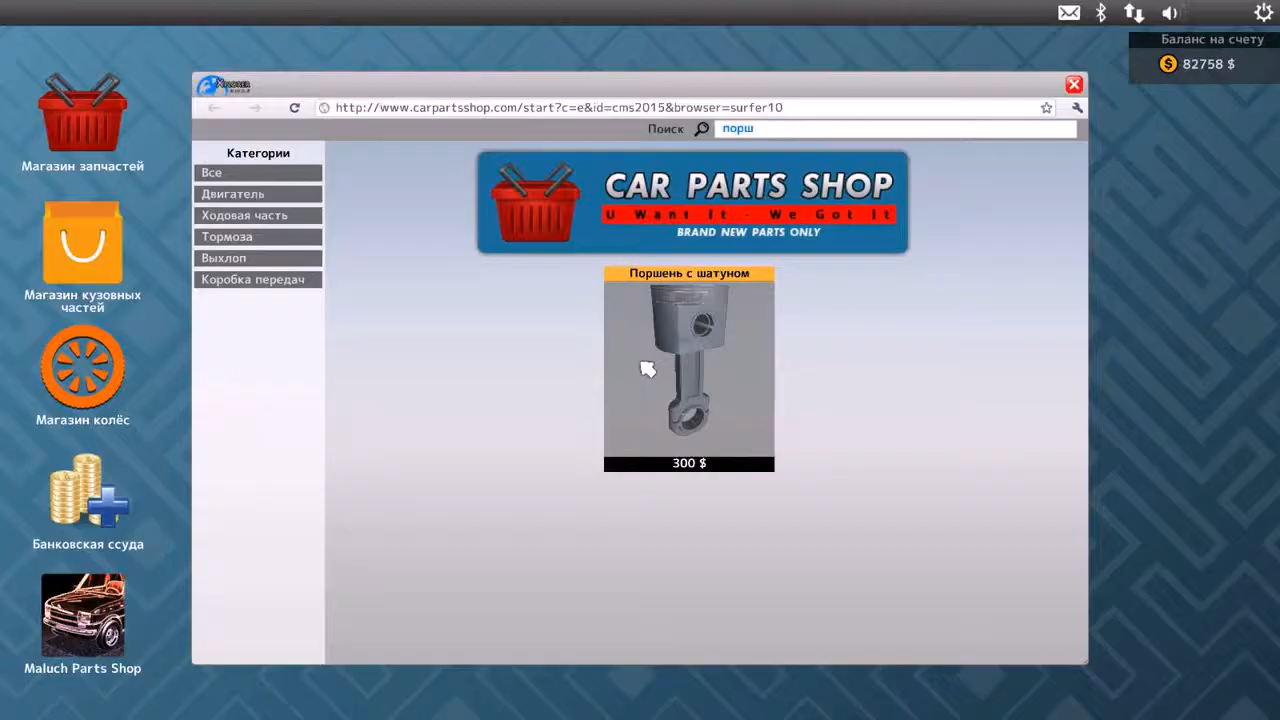 Баланс на счету
82758 $
XPLORER
http://www.carpartsshop.com/start?c=e&id=cms2015&browser=surfer10
Поиск
порш
Категории
Все
Двигатель
Ходовая часть
Тормоза
Выхлоп
Коробка передач
CAR PARTS SHOP
U Want It - We Got It
BRAND NEW PARTS ONLY
Поршень с шатуном
300 $
Магазин запчастей
Магазин кузовных
частей
Магазин колёс
Банковская ссуда
Maluch Parts Shop